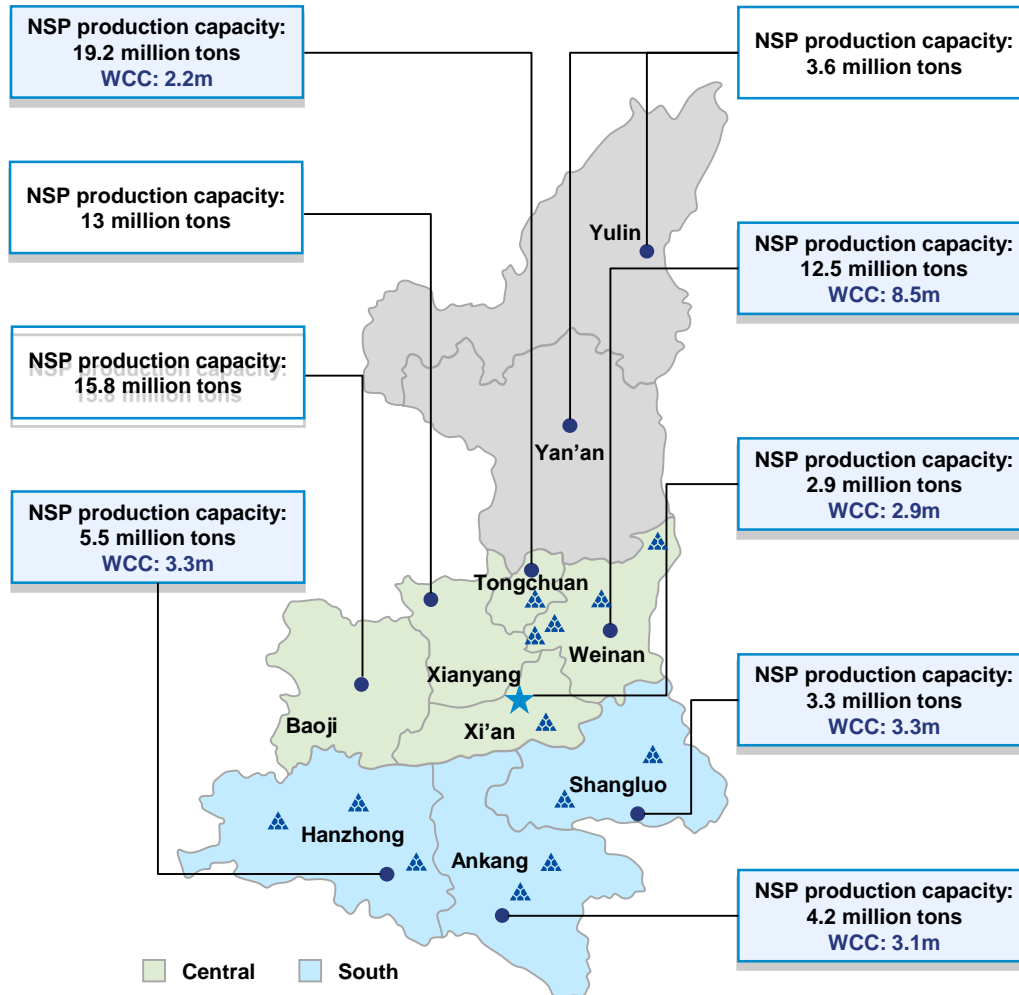 NSP production capacity:
19.2 million tons
WCC: 2.2m
NSP production capacity:
3.6 million tons
NSP production capacity:
13 million tons
NSP production capacity:
12.5 million tons
WCC: 8.5m
NSP production capacity:
15.8 million tons
NSP production capacity:
2.9 million tons
WCC: 2.9m
NSP production capacity:
5.5 million tons
WCC: 3.3m
NSP production capacity:
3.3 million tons
WCC: 3.3m
NSP production capacity:
4.2 million tons
WCC: 3.1m
Yulin
Yan’an
Tongchuan
Weinan
Xianyang
Baoji
Xi’an
Shangluo
Hanzhong
Ankang
Central
South